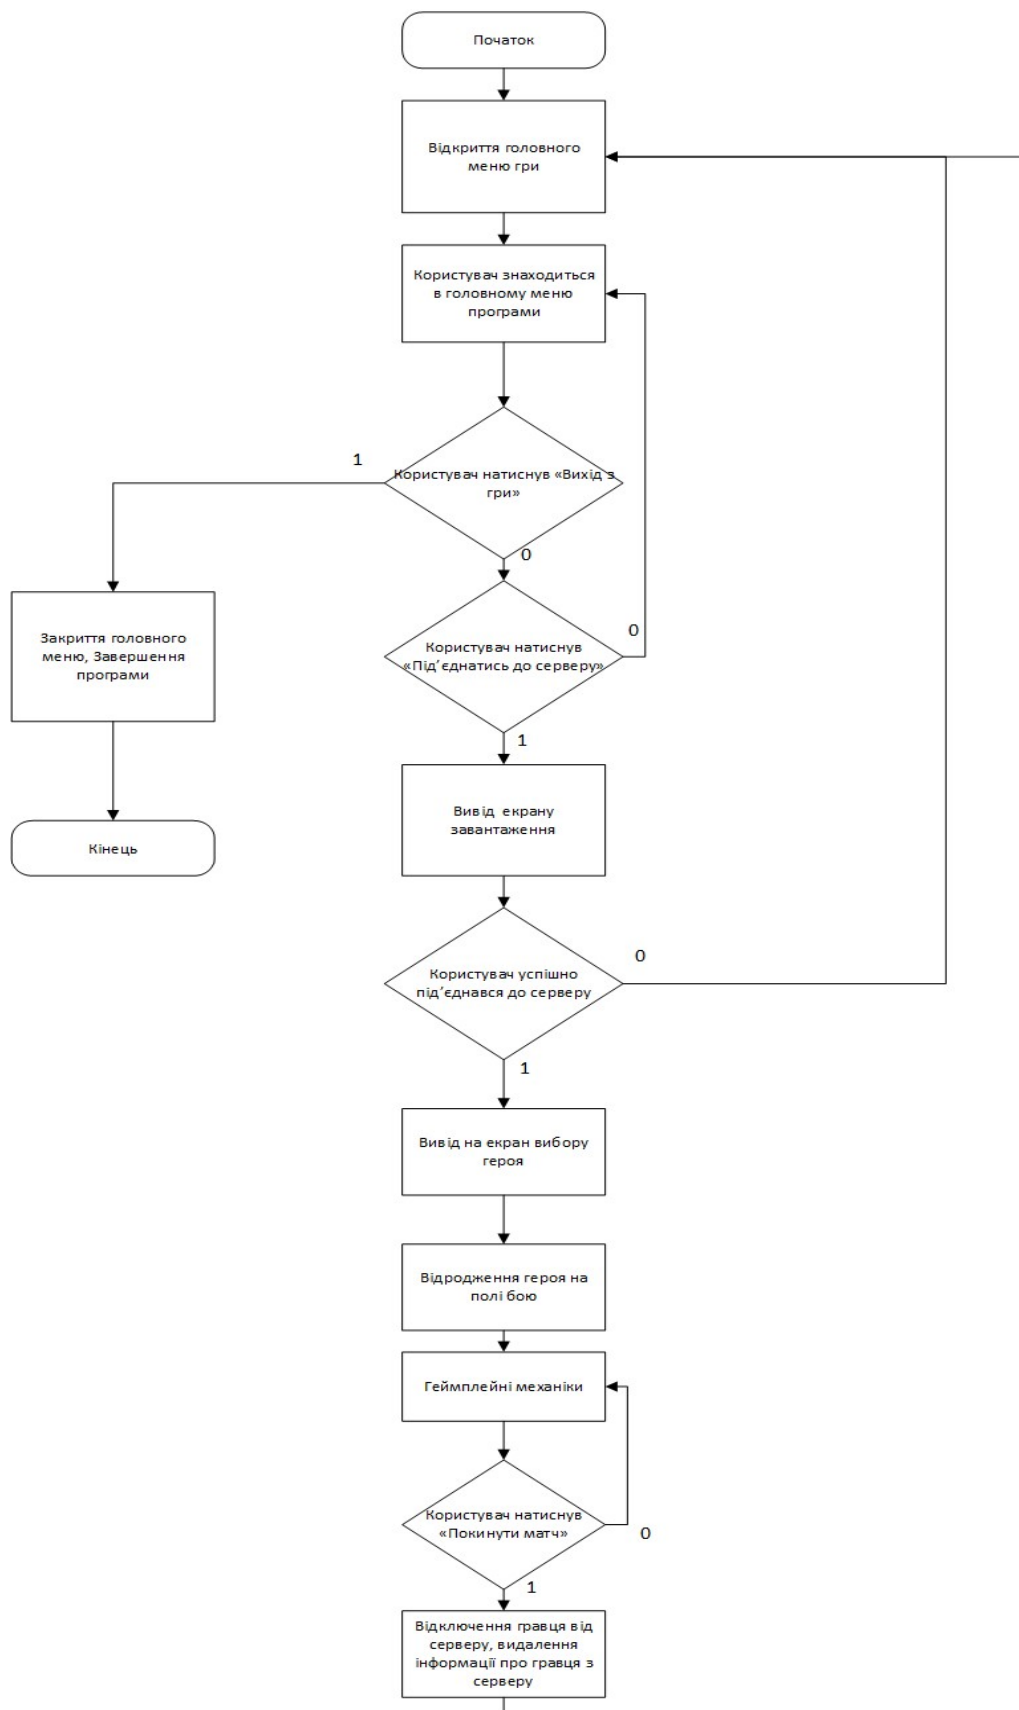 Початок
Відкриття головного
меню гри
Користувач знаходиться
в головному меню
програми
1
Користувач натиснув «Вихід з
гри»
0
Користувач натиснув
«Під’єднатись до серверу»
0
1
Закриття головного
меню, Завершення
програми
Кінець
Вивід екрану
завантаження
Користувач успішно
під’єднався до серверу
0
1
Вивід на екран вибору
героя
Відродження героя на
полі бою
Геймплейні механіки
Користувач натиснув
«Покинути матч»
0
1
Відключення гравця від
серверу, видалення
інформації про гравця з
серверу